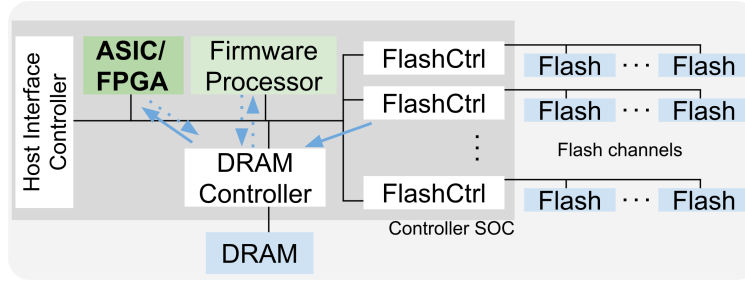 Host Interface
Controller
ASIC/
FPGA
Firmware
Processor
FlashCtrl
Flash ... Flash
FlashCtrl
Flash ... Flash
DRAM
Controller
Flash channels
FlashCtrl
Flash ... Flash
Controller SOC
DRAM